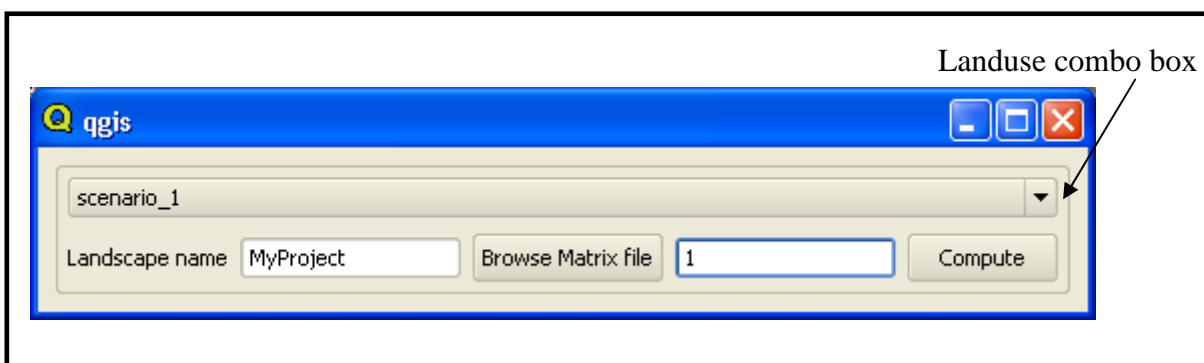 Landuse combo box
qgis
scenario_1
Landscape name MyProject Browse Matrix file 1 Compute